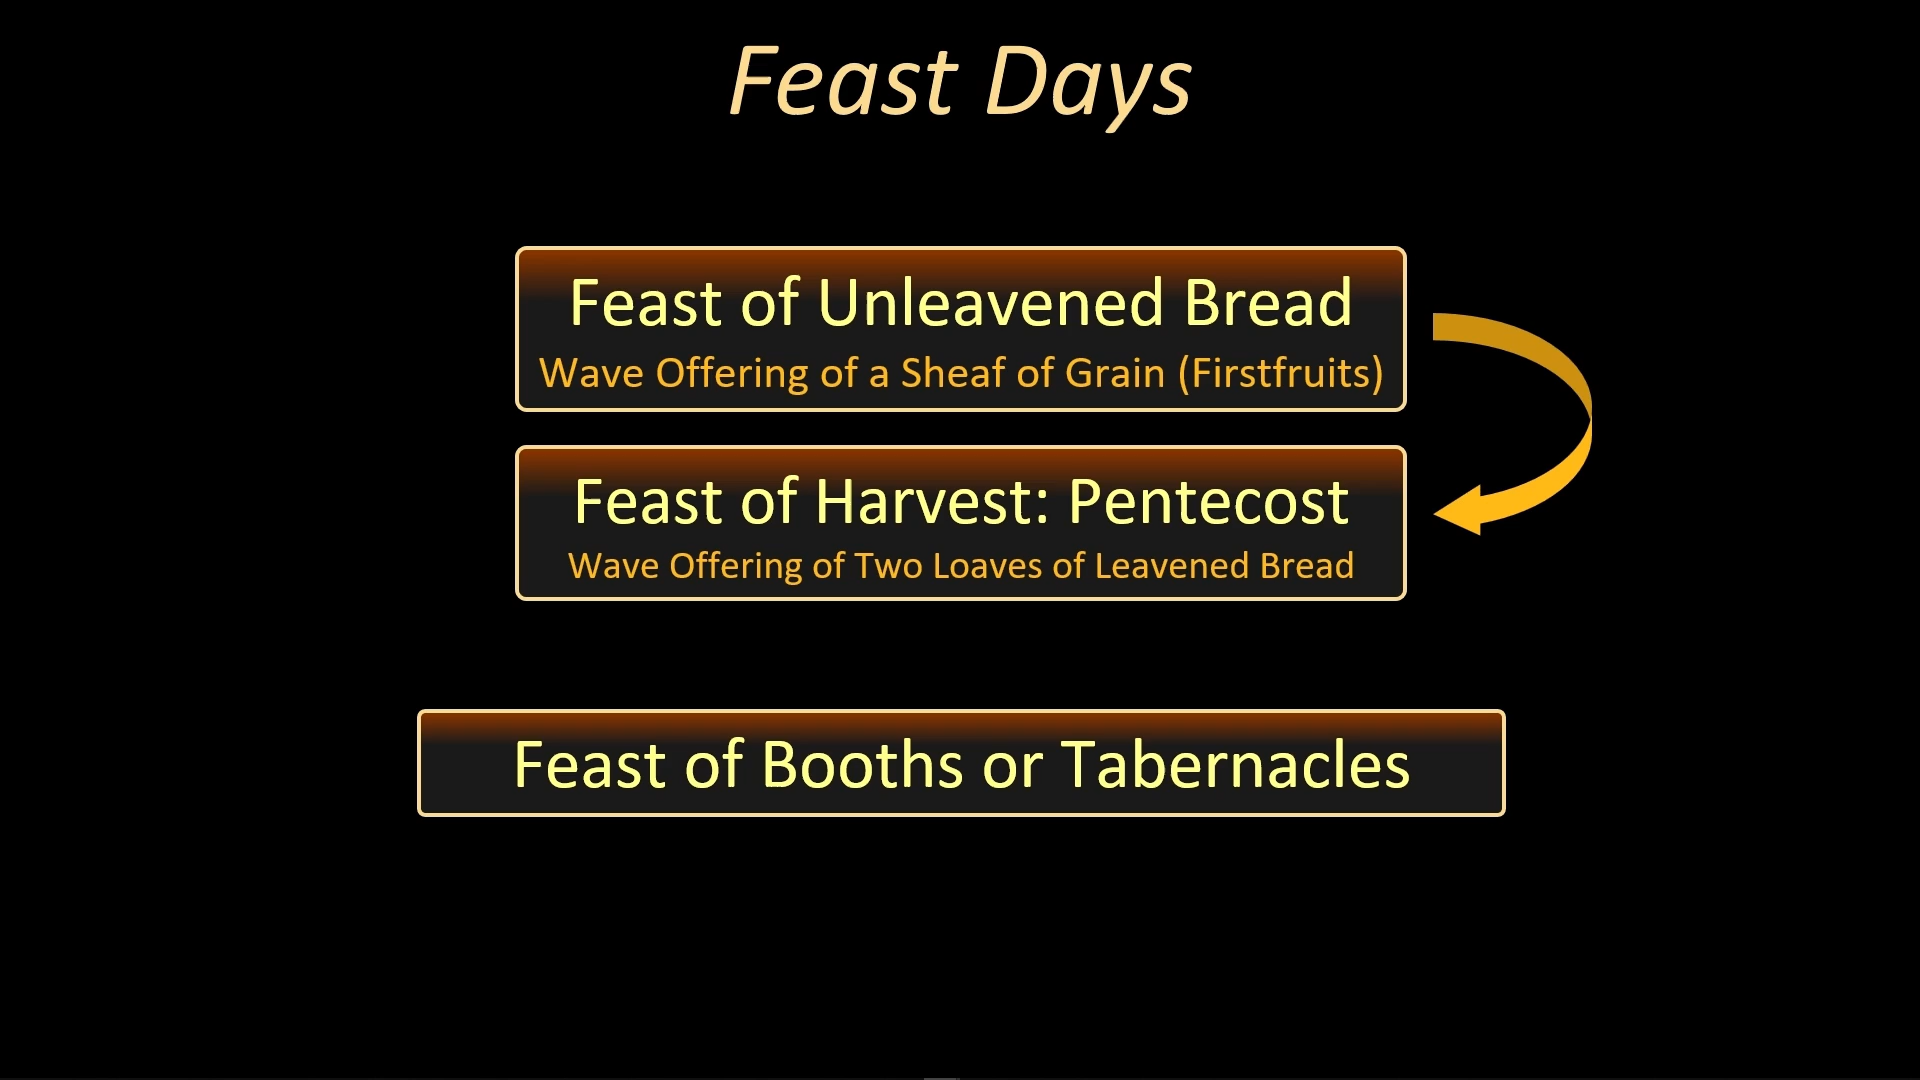 Feast Days
Feast of Unleavened Bread
Wave Offering of a Sheaf of Grain (Firstfruits)
Feast of Harvest: Pentecost
Wave Offering of Two Loaves of Leavened Bread
Feast of Booths or Tabernacles